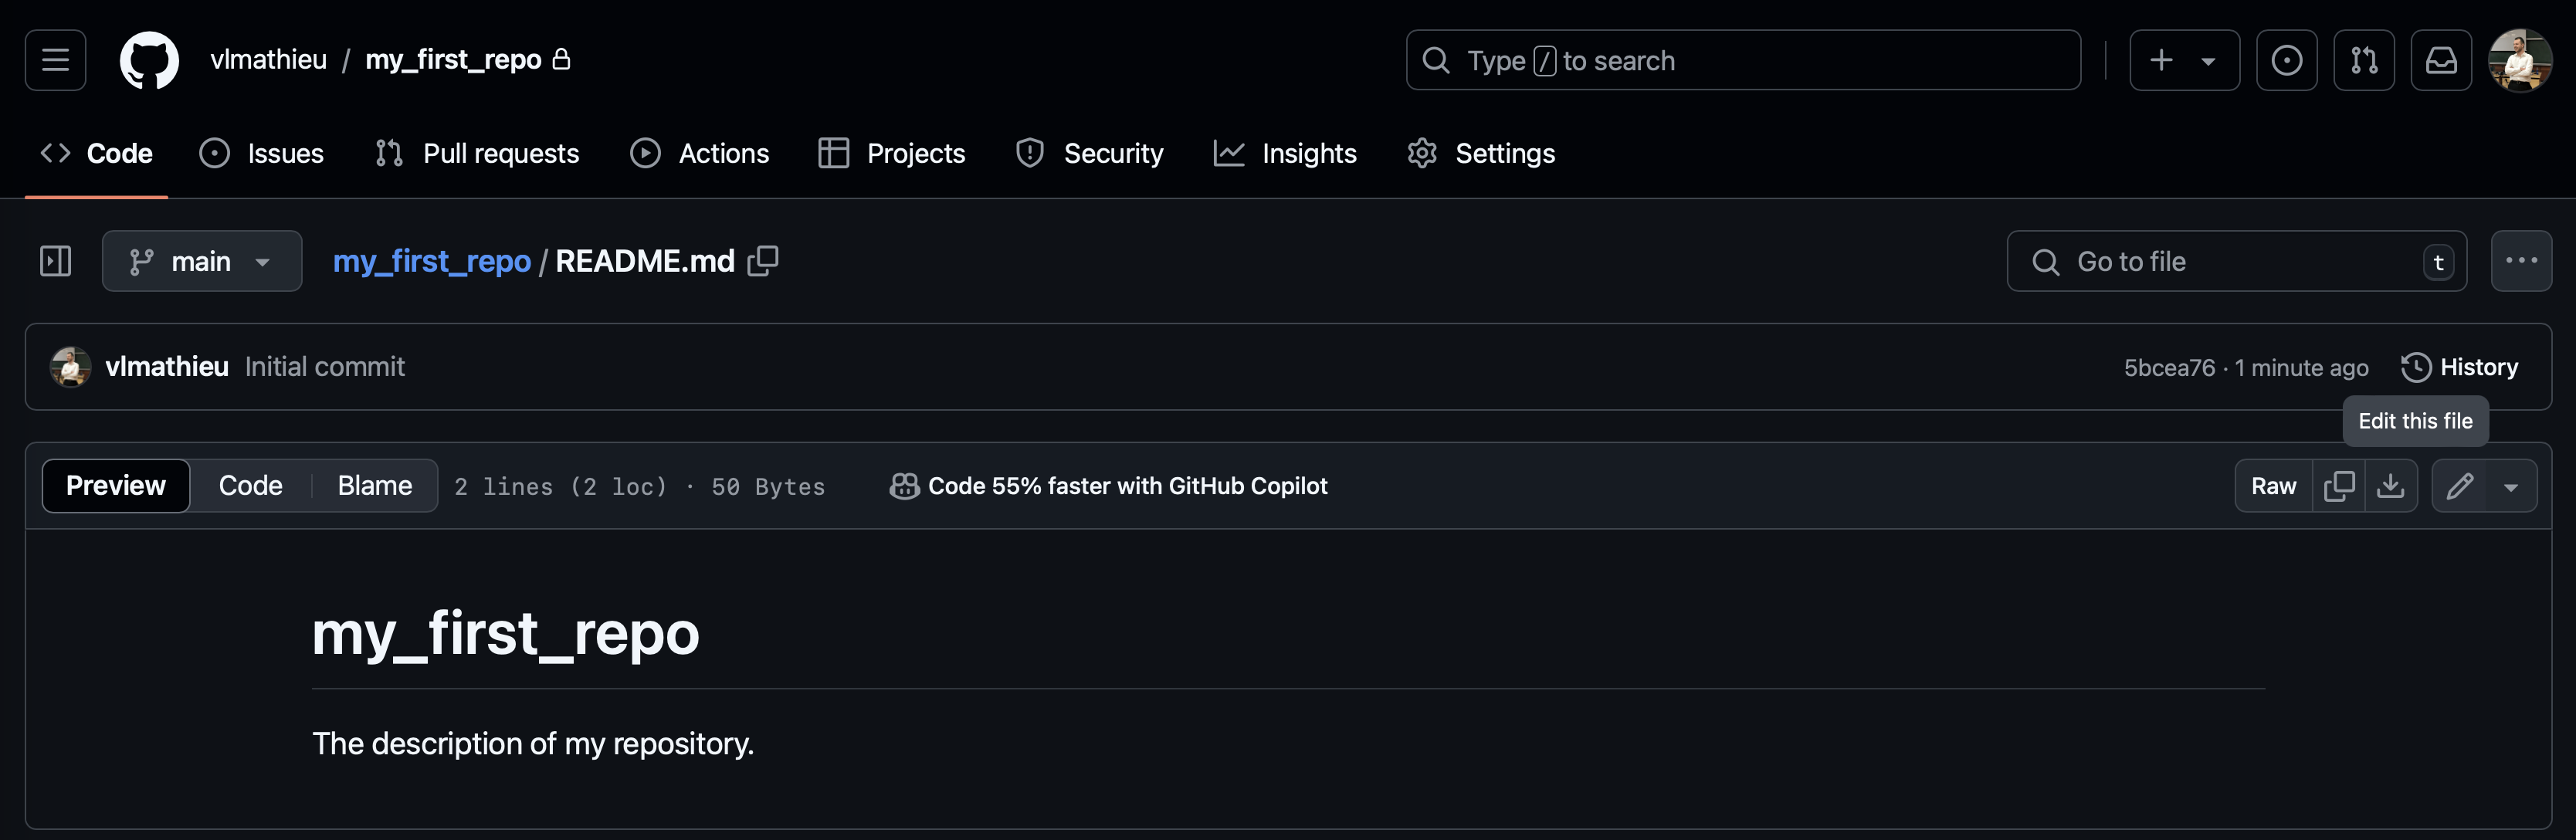 vlmathieu / my_first_repo Type / to search
Code Issues Pull requests Actions Projects Security Insights Settings
main my_first_repo / README.md Go to file t
vlmathieu Initial commit 5bcea76 · 1 minute ago History
Edit this file
Preview Code Blame 2 lines (2 loc) · 50 Bytes Code 55% faster with GitHub Copilot Raw
my_first_repo
The description of my repository.